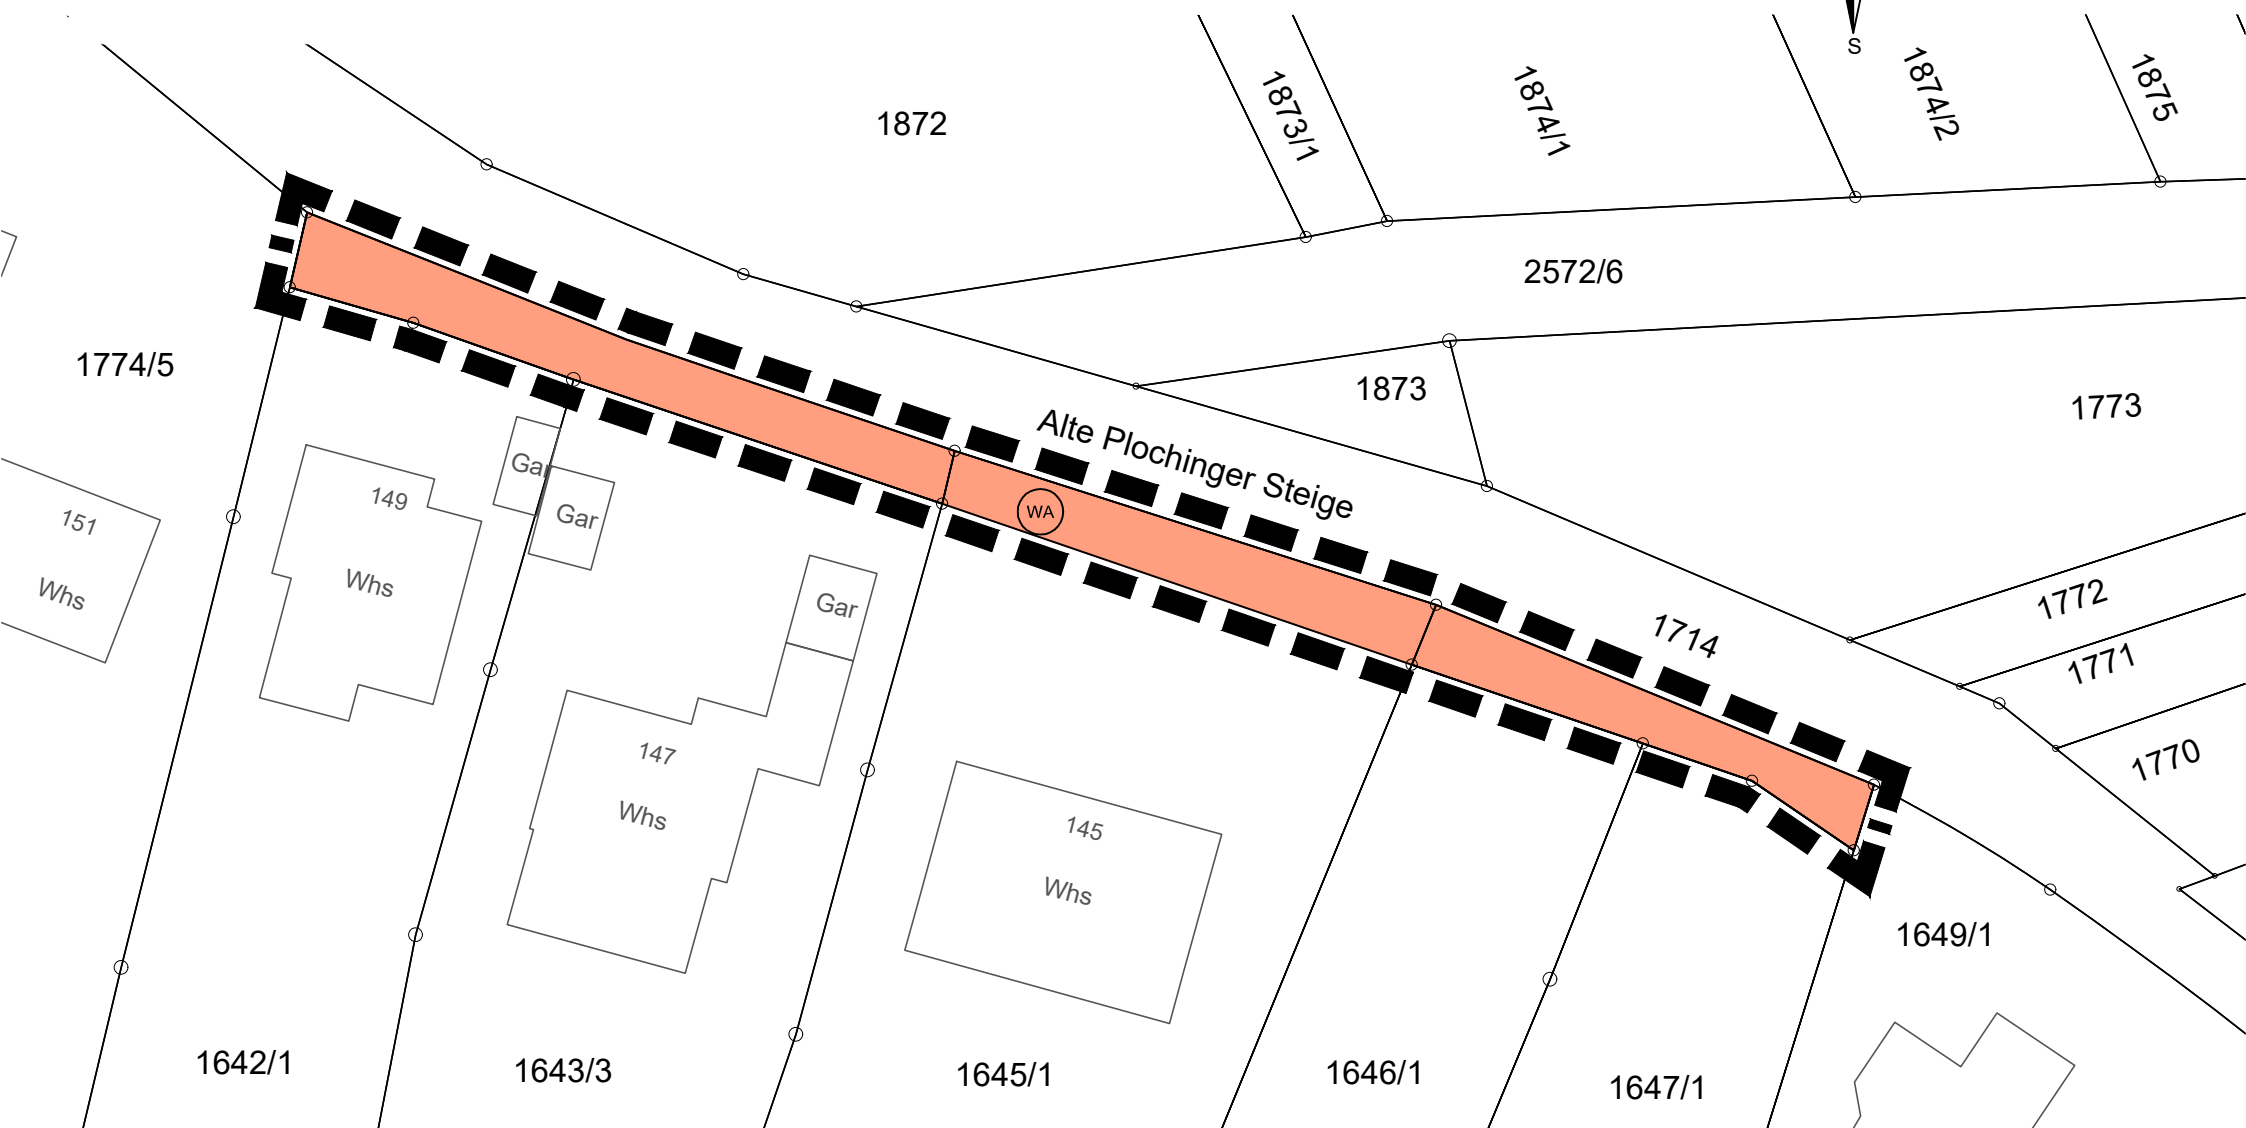 S
1872
1873/1
1874/1
1874/2
1875
2572/6
1774/5
1873
1773
Alte Plochinger Steige
WA
1714
1772
1771
1770
Gar
Gar
Gar
151
Whs
149
Whs
147
Whs
145
Whs
1649/1
1642/1
1643/3
1645/1
1646/1
1647/1